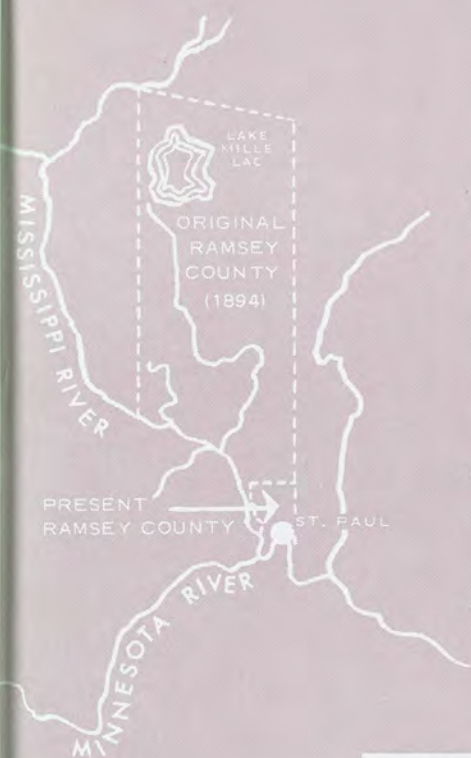 LAKE
MILLE
LAC
ORIGINAL
RAMSEY
COUNTY
(1894)
MISSISSIPPI RIVER
PRESENT
RAMSEY COUNTY
ST. PAUL
MINNESOTA RIVER